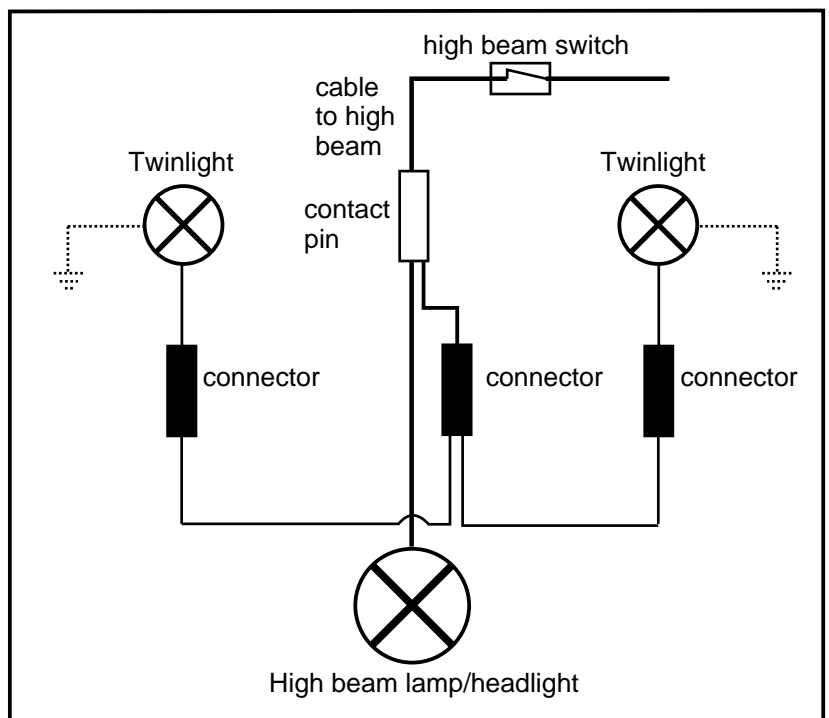 high beam switch
cable
to high
beam
Twinlight
Twinlight
contact
pin
connector
connector
connector
High beam lamp/headlight